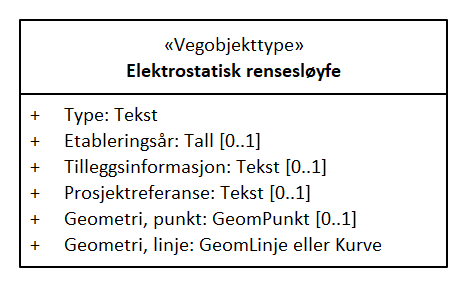 «Vegobjekttype»
Elektrostatisk rensesløyfe
+ Type: Tekst
+ Etableringsår: Tall [0..1]
+ Tilleggsinformasjon: Tekst [0..1]
+ Prosjektreferanse: Tekst [0..1]
+ Geometri, punkt: GeomPunkt [0..1]
+ Geometri, linje: GeomLinje eller Kurve